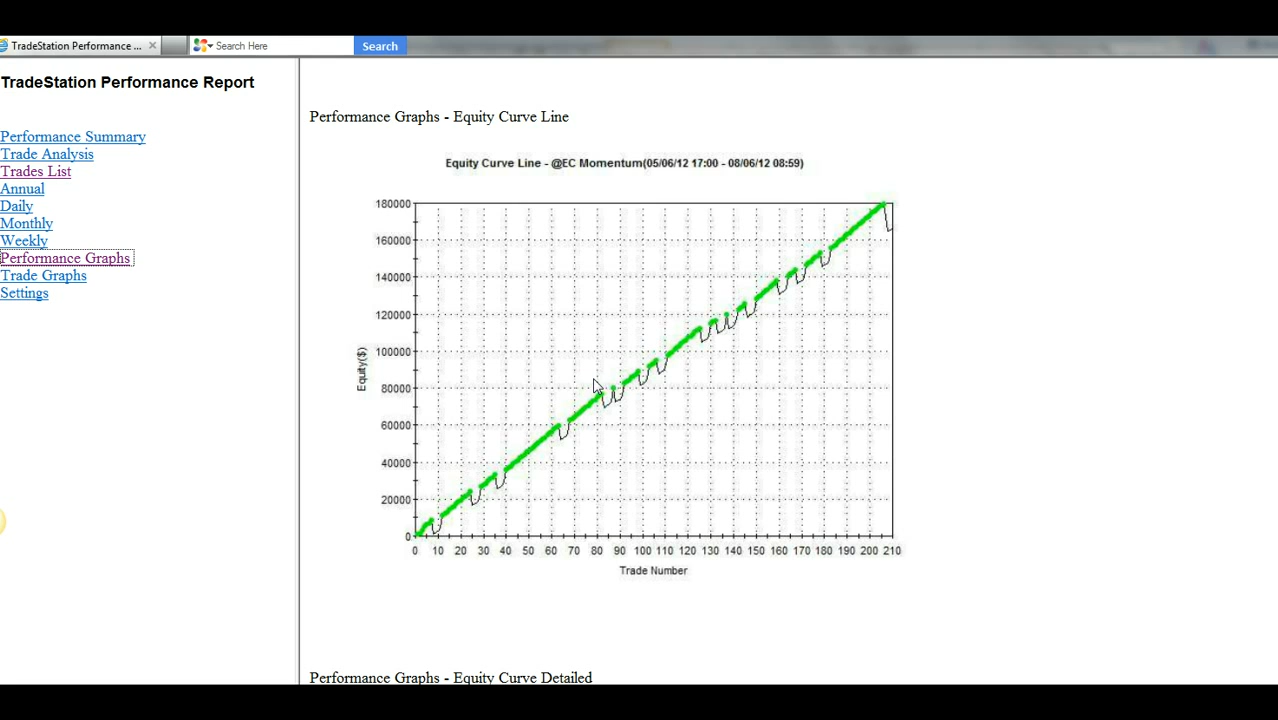 TradeStation Performance ...
Search Here
Search
TradeStation Performance Report
Performance Summary
Trade Analysis
Trades List
Annual
Daily
Monthly
Weekly
Performance Graphs
Trade Graphs
Settings
Performance Graphs - Equity Curve Line
Equity Curve Line - @EC Momentum(05/06/12 17:00 - 08/06/12 08:59)
180000
160000
140000
120000
100000
80000
60000
40000
20000
0
Equity($)
0 10 20 30 40 50 60 70 80 90 100 110 120 130 140 150 160 170 180 190 200 210
Trade Number
Performance Graphs - Equity Curve Detailed